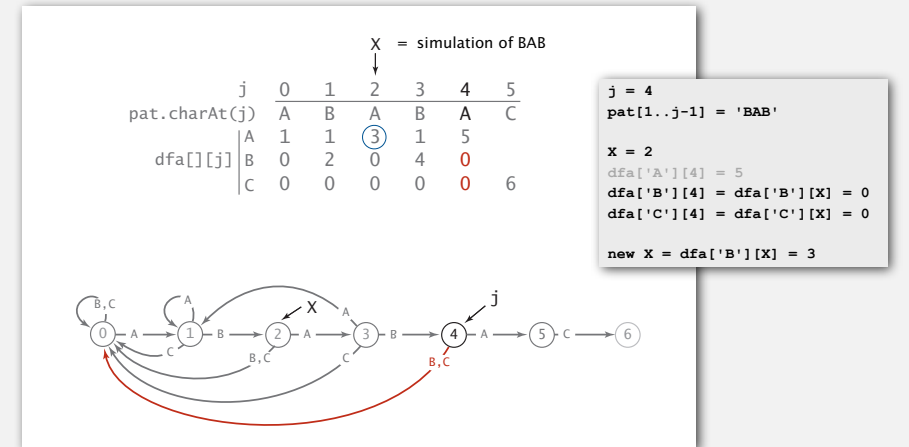 X = simulation of BAB
j 0 1 2 3 4 5
pat.charAt(j) A B A B A C
A 1 1 3 1 5
dfa[][j] B 0 2 0 4 0
C 0 0 0 0 0 6
j = 4
pat[1..j-1] = 'BAB'
X = 2
dfa['A'][4] = 5
dfa['B'][4] = dfa['B'][X] = 0
dfa['C'][4] = dfa['C'][X] = 0
new X = dfa['B'][X] = 3
B,C
A
X
A
j
0 A 1 B 2 A 3 B 4 A 5 C 6
C
B,C
C
B,C